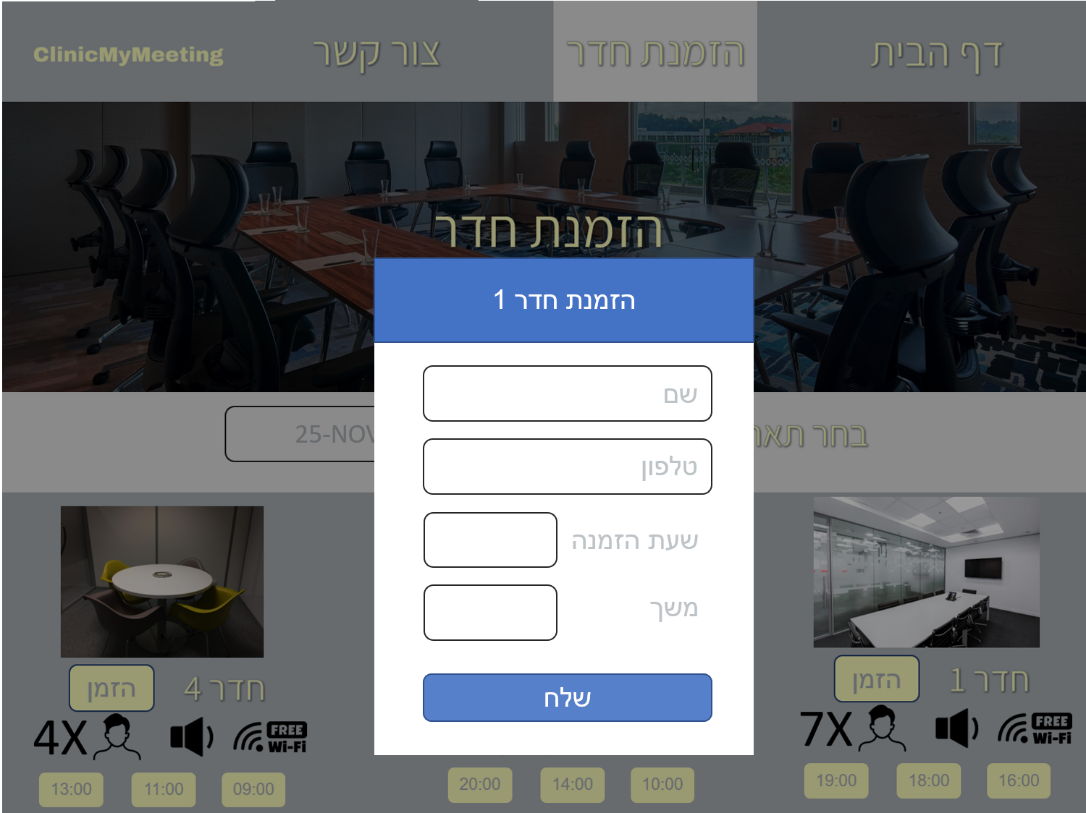 דף הבית
הזמנת חדר
צור קשר
ClinicMyMeeting
הזמנת חדר
הזמנת חדר 1
שם
טלפון
שעת הזמנה
משך
שלח
בחר
25-NOV
חדר 1
הזמן
7X
FREE
Wi-Fi
16:00
18:00
19:00
10:00
14:00
20:00
חדר 4
הזמן
4X
FREE
Wi-Fi
09:00
11:00
13:00